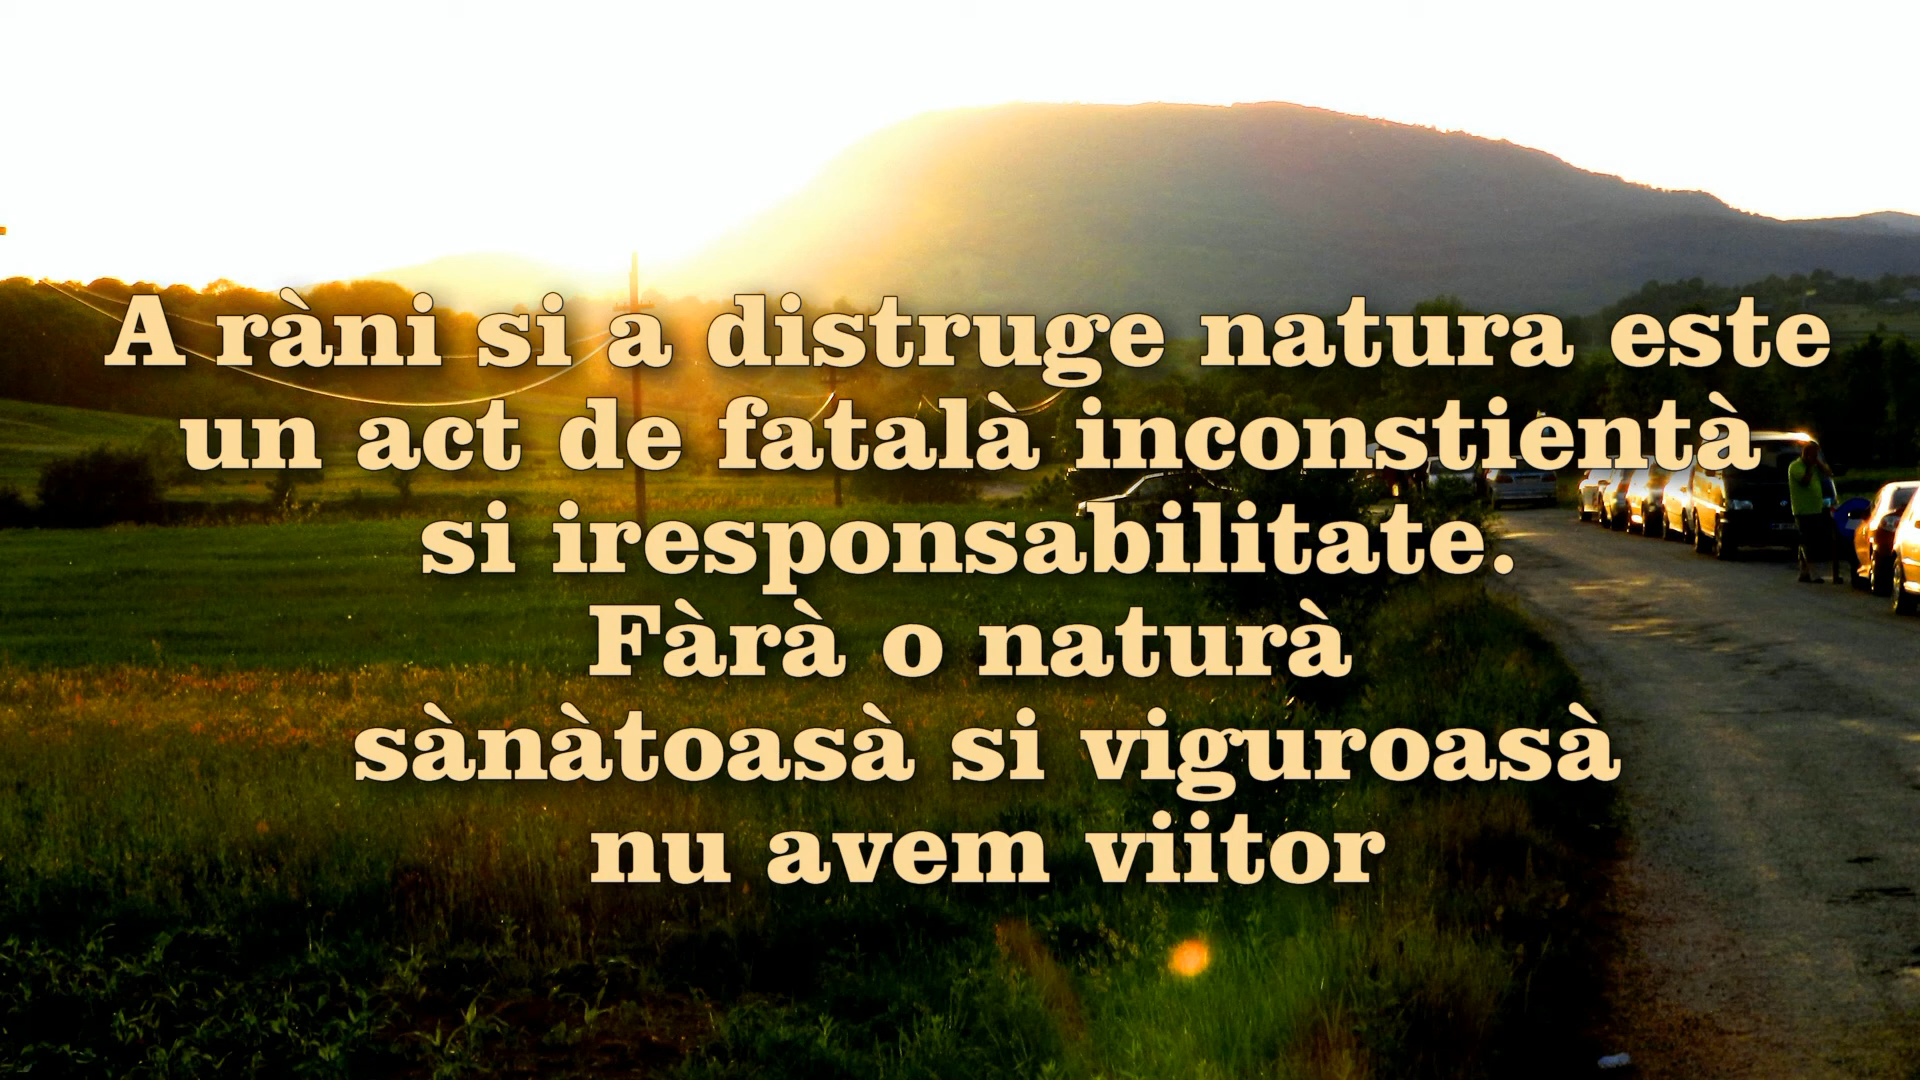 A ràni si a distruge natura este
un act de fatalà inconstientà
si iresponsabilitate.
Fàrà o naturà
sànàtoasà si viguroasà
nu avem viitor